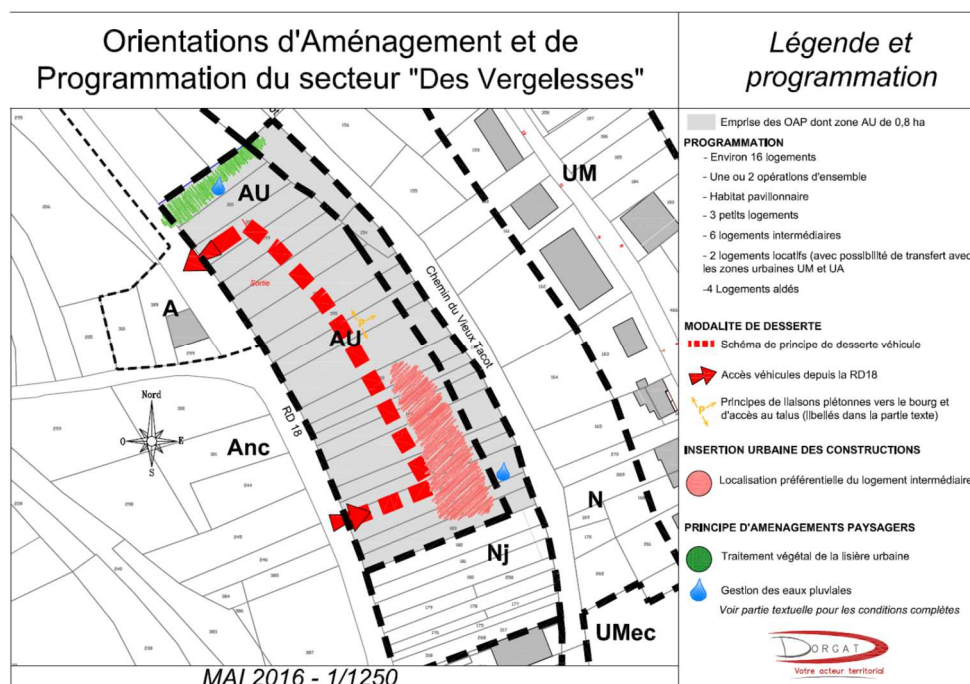 Orientations d'Aménagement et de
Programmation du secteur "Des Vergelesses"
Légende et
programmation
Emprise des OAP dont zone AU de 0,8 ha
PROGRAMMATION
- Environ 16 logements
- Une ou 2 opérations d'ensemble
- Habitat pavillonnaire
- 3 petits logements
- 6 logements intermédiaires
- 2 logements locatifs (avec possibilité de transfert avec
les zones urbaines UM et UA
-4 Logements aidés
MODALITE DE DESSERTE
Schéma de principe de desserte véhicule
Accès véhicules depuis la RD18
P
Principes de liaisons piétonnes vers le bourg et
d'accès au talus (libellés dans la partie texte)
INSERTION URBAINE DES CONSTRUCTIONS
Localisation préférentielle du logement intermédiaire
PRINCIPE D'AMENAGEMENTS PAYSAGERS
Traitement végétal de la lisière urbaine
Gestion des eaux pluviales
Voir partie textuelle pour les conditions complètes
DORGAT
Votre acteur territorial
AU
UM
Sortie
A
P
AU
Chemin du Vieux Tacot
Nord
O
E
S
RD 18
Anc
N
Nj
UMec
MAI 2016 - 1/1250